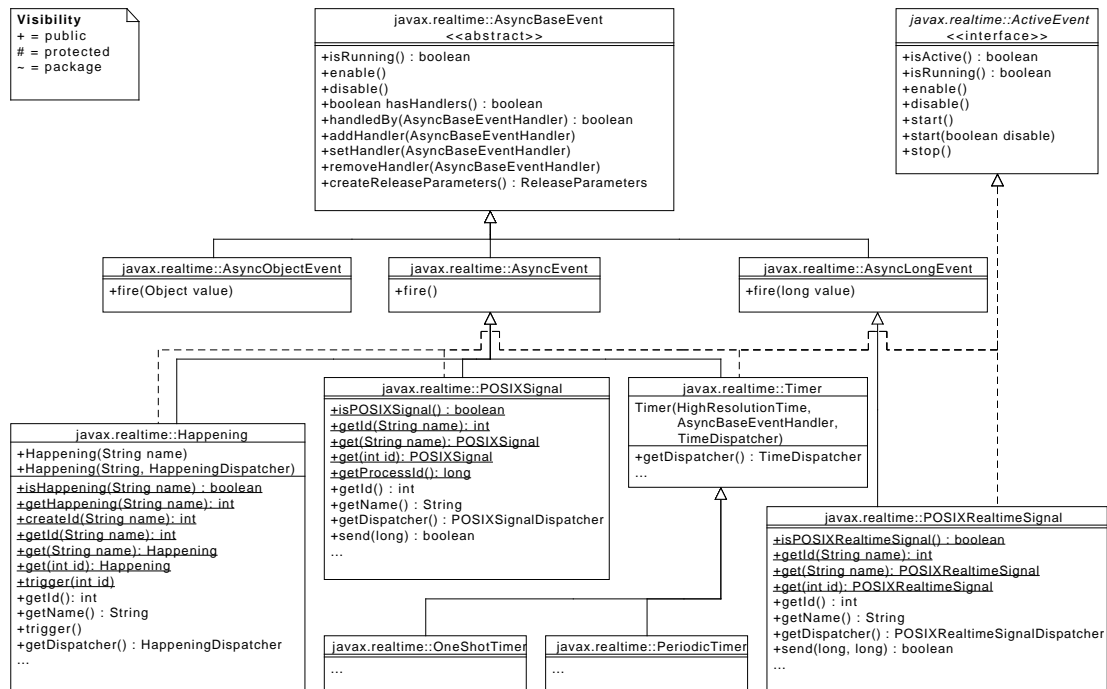 Visibility
+ = public
# = protected
~ = package
javax.realtime::AsyncBaseEvent
<<abstract>>
+isRunning() : boolean
+enable()
+disable()
+boolean hasHandlers() : boolean
+handledBy(AsyncBaseEventHandler) : boolean
+addHandler(AsyncBaseEventHandler)
+setHandler(AsyncBaseEventHandler)
+removeHandler(AsyncBaseEventHandler)
+createReleaseParameters() : ReleaseParameters
javax.realtime::ActiveEvent
<<interface>>
+isActive() : boolean
+isRunning() : boolean
+enable()
+disable()
+start()
+start(boolean disable)
+stop()
javax.realtime::AsyncObjectEvent
+fire(Object value)
javax.realtime::AsyncEvent
+fire()
javax.realtime::AsyncLongEvent
+fire(long value)
javax.realtime::Happening
+Happening(String name)
+Happening(String, HappeningDispatcher)
+isHappening(String name) : boolean
+getHappening(String name): int
+createId(String name): int
+getId(String name): int
+get(String name): Happening
+get(int id): Happening
+trigger(int id)
+getId(): int
+getName() : String
+trigger()
+getDispatcher() : HappeningDispatcher
...
javax.realtime::POSIXSignal
+isPOSIXSignal() : boolean
+getId(String name): int
+get(String name): POSIXSignal
+get(int id): POSIXSignal
+getProcessId(): long
+getId() : int
+getName() : String
+getDispatcher() : POSIXSignalDispatcher
+send(long) : boolean
...
javax.realtime::Timer
Timer(HighResolutionTime,
AsyncBaseEventHandler,
TimeDispatcher)
+getDispatcher() : TimeDispatcher
...
javax.realtime::POSIXRealtimeSignal
+isPOSIXRealtimeSignal() : boolean
+getId(String name): int
+get(String name): POSIXRealtimeSignal
+get(int id): POSIXRealtimeSignal
+getId() : int
+getName() : String
+getDispatcher() : POSIXRealtimeSignalDispatcher
+send(long, long) : boolean
...
javax.realtime::OneShotTimer
...
javax.realtime::PeriodicTimer
...